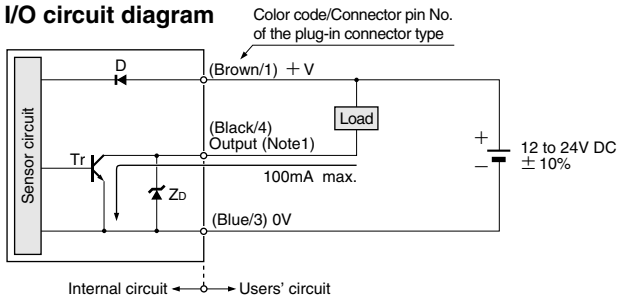 I/O circuit diagram
Color code/Connector pin No.
of the plug-in connector type
D
(Brown/1) +V
Load
(Black/4)
Output (Note1)
Sensor circuit
Tr
100mA max.
ZD
+
−
12 to 24V DC
±10%
(Blue/3) 0V
Internal circuit
Users' circuit